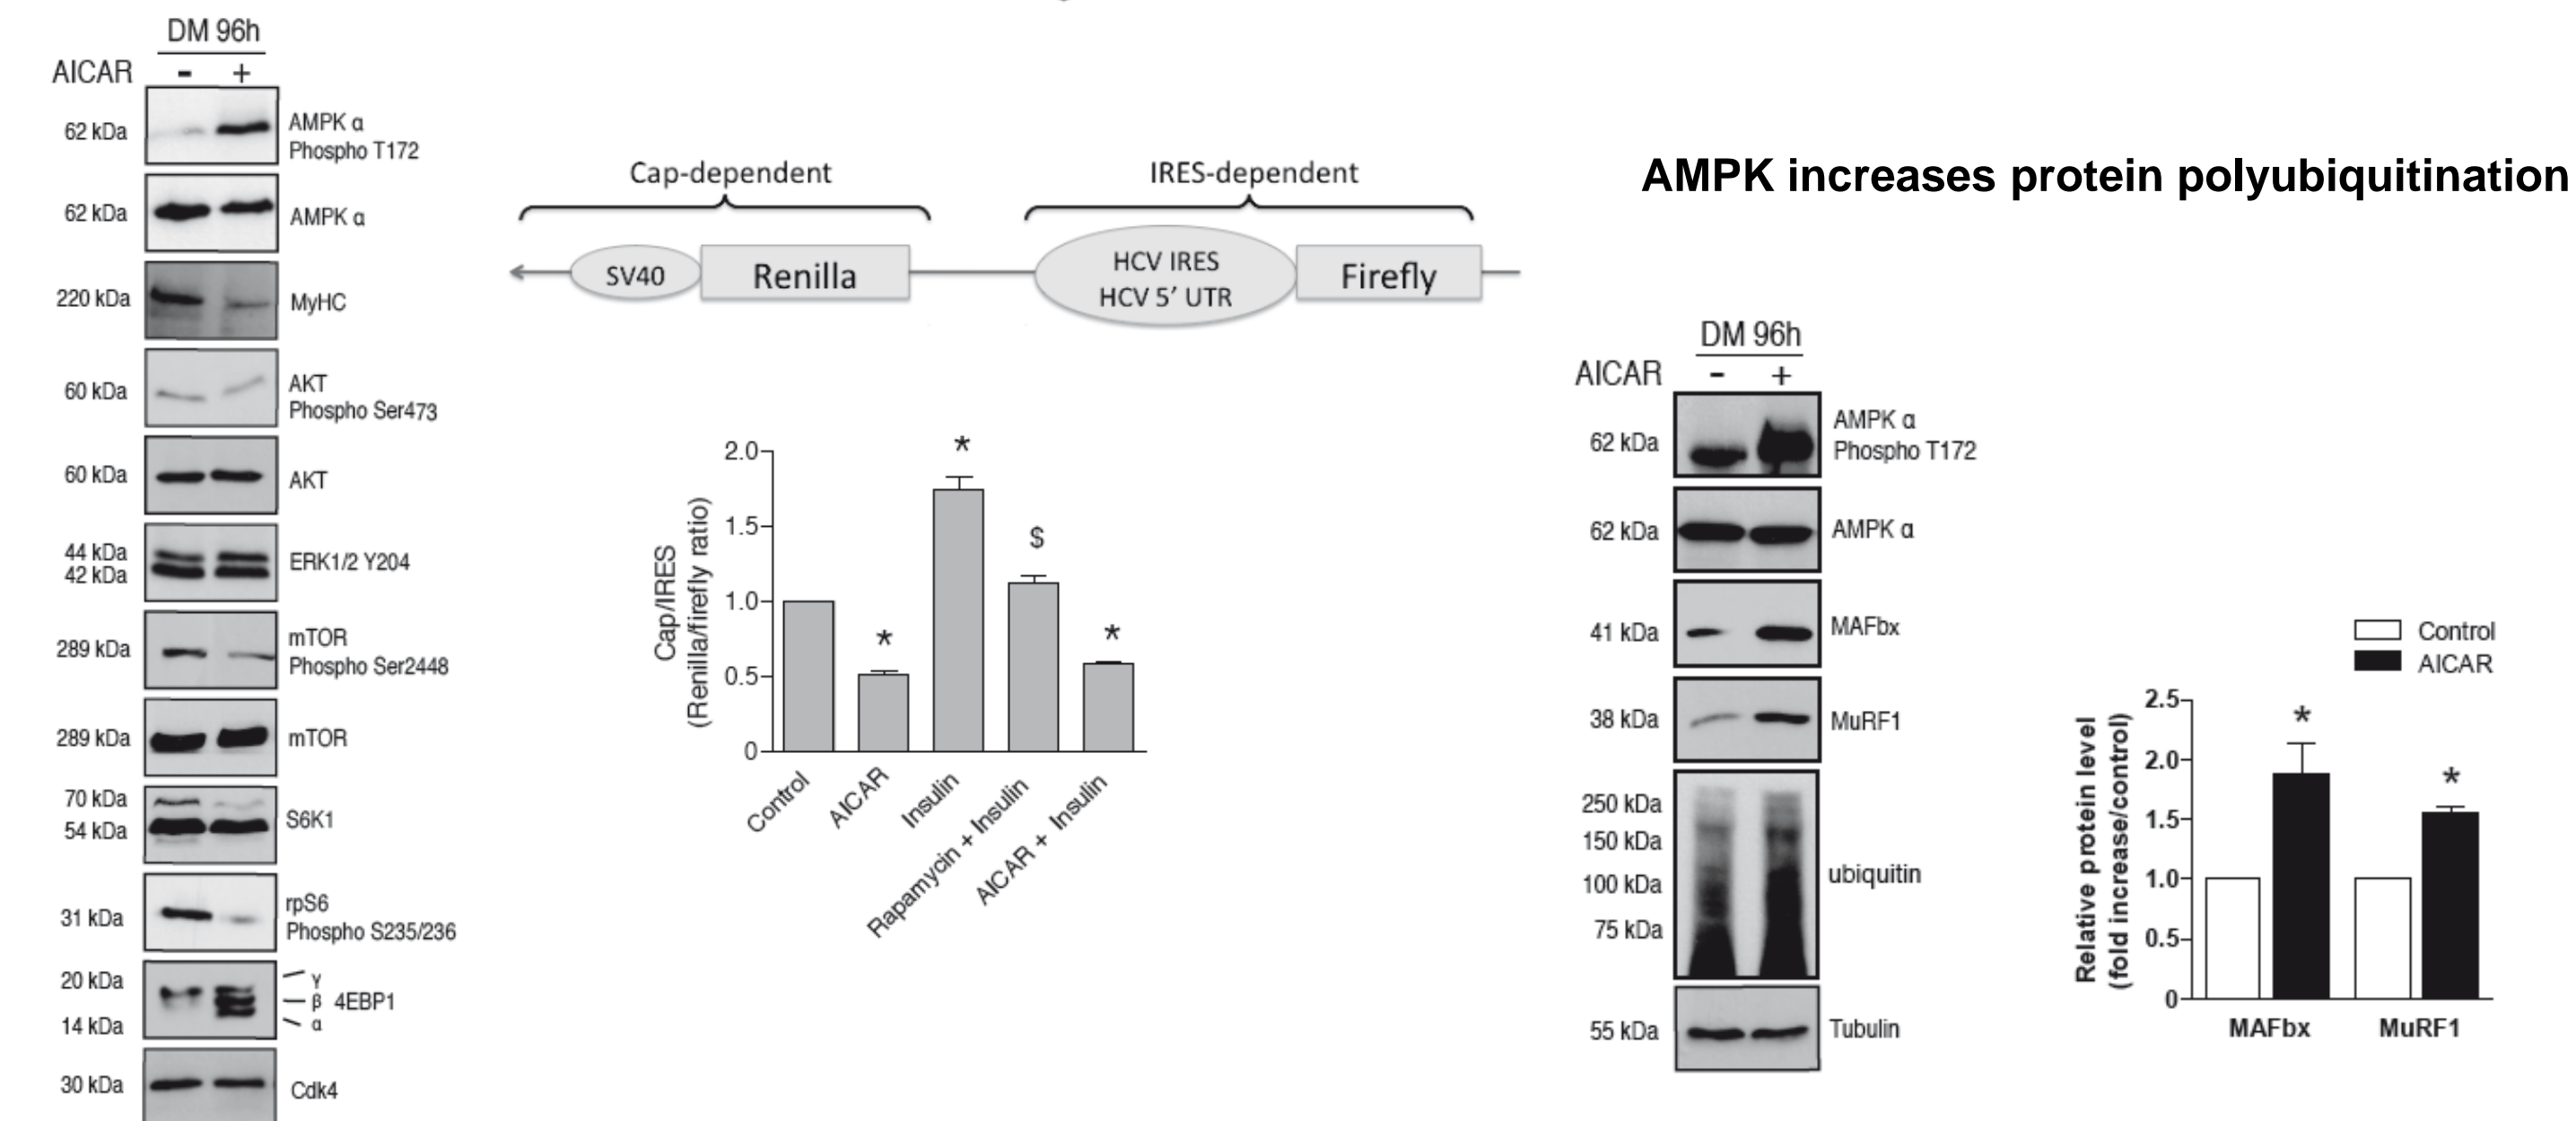 DM 96h
AICAR - +
62 kDa
AMPK α
Phospho T172
62 kDa
AMPK α
220 kDa
MyHC
60 kDa
AKT
Phospho Ser473
60 kDa
AKT
44 kDa
42 kDa
ERK1/2 Y204
289 kDa
mTOR
Phospho Ser2448
289 kDa
mTOR
70 kDa
54 kDa
S6K1
31 kDa
rpS6
Phospho S235/236
20 kDa
14 kDa
γ
β 4EBP1
α
30 kDa
Cdk4
Cap-dependent
IRES-dependent
SV40
Renilla
HCV IRES
HCV 5′ UTR
Firefly
Cap/IRES
(Renilla/firefly ratio)
2.0
1.5
1.0
0.5
0
*
*
$
*
Control
AICAR
Insulin
Rapamycin + Insulin
AICAR + Insulin
AMPK increases protein polyubiquitination
DM 96h
AICAR - +
62 kDa
AMPK α
Phospho T172
62 kDa
AMPK α
41 kDa
MAFbx
38 kDa
MuRF1
250 kDa
150 kDa
100 kDa
75 kDa
ubiquitin
55 kDa
Tubulin
Control
AICAR
Relative protein level
(fold increase/control)
2.5
2.0
1.5
1.0
0.5
0
*
*
MAFbx
MuRF1